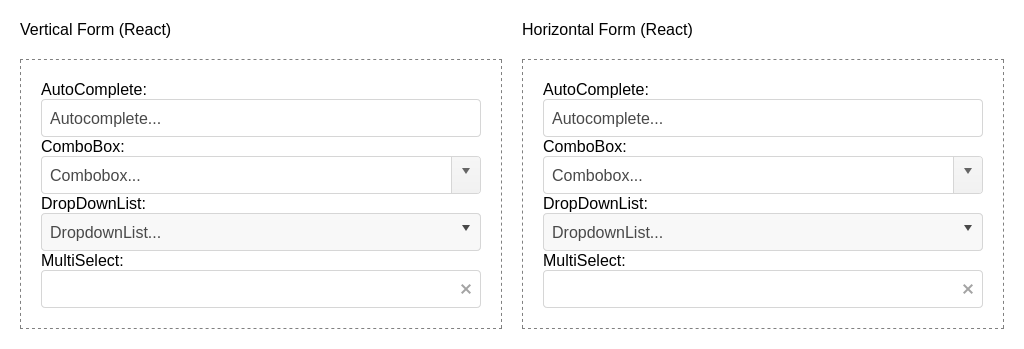 Vertical Form (React)
AutoComplete:
Autocomplete...
ComboBox:
Combobox...
DropDownList:
DropdownList...
MultiSelect:
Horizontal Form (React)
AutoComplete:
Autocomplete...
ComboBox:
Combobox...
DropDownList:
DropdownList...
MultiSelect: